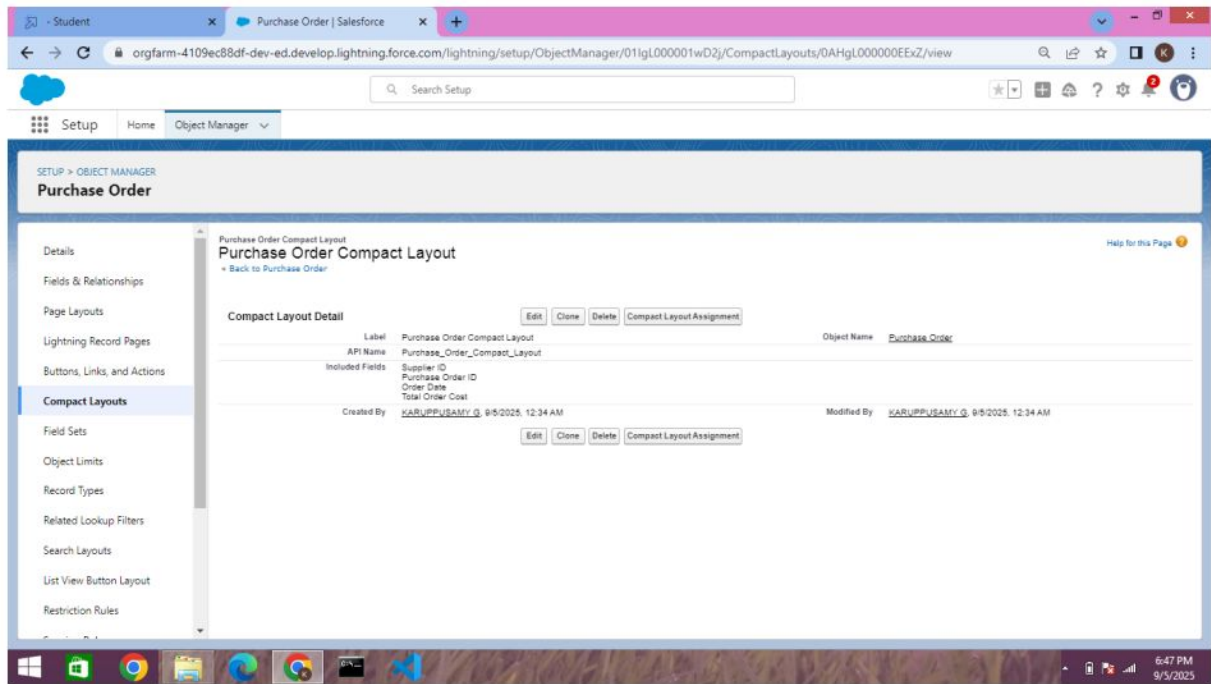 - Student
Purchase Order | Salesforce
orgfarm-4109ec88df-dev-ed.develop.lightning.force.com/lightning/setup/ObjectManager/01IgL000001wD2j/CompactLayouts/0AHgL000000EExZ/view
K
Search Setup
2
Setup
Home
Object Manager
SETUP > OBJECT MANAGER
Purchase Order
Details
Fields & Relationships
Page Layouts
Lightning Record Pages
Buttons, Links, and Actions
Compact Layouts
Field Sets
Object Limits
Record Types
Related Lookup Filters
Search Layouts
List View Button Layout
Restriction Rules
Purchase Order Compact Layout
Purchase Order Compact Layout
« Back to Purchase Order
Help for this Page
Compact Layout Detail
Edit Clone Delete Compact Layout Assignment
Label Purchase Order Compact Layout Object Name Purchase Order
API Name Purchase_Order_Compact_Layout
Included Fields Supplier ID
Purchase Order ID
Order Date
Total Order Cost
Created By KARUPPUSAMY G, 9/5/2025, 12:34 AM Modified By KARUPPUSAMY G, 9/5/2025, 12:34 AM
Edit Clone Delete Compact Layout Assignment
6:47 PM
9/5/2025